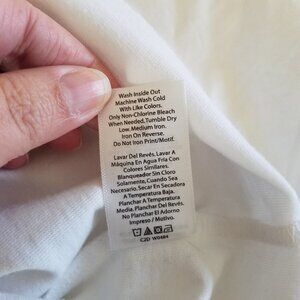 Wash Inside Out
Machine Wash Cold
With Like Colors.
Only Non-Chlorine Bleach
When Needed, Tumble Dry
Low. Medium Iron.
Iron On Reverse.
Do Not Iron Print/Motif.
Lavar Del Revés. Lavar A
Máquina En Agua Fría Con
Colores Similares.
Blanqueador Sin Cloro
Solamente, Cuando Sea
Necesario. Secar En Secadora
A Temperatura Baja.
Planchar A Temperatura
Media. Planchar Del Revés.
No Planchar El Adorno
Impreso / Motivo.
C2D W0484